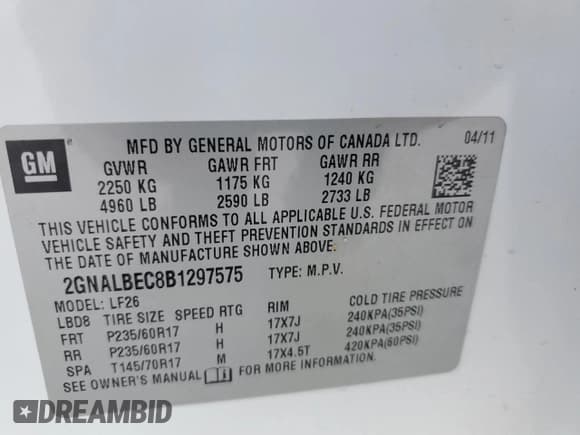 GM
MFD BY GENERAL MOTORS OF CANADA LTD. 04/11
GVWR GAWR FRT GAWR RR
2250 KG 1175 KG 1240 KG
4960 LB 2590 LB 2733 LB
THIS VEHICLE CONFORMS TO ALL APPLICABLE U.S. FEDERAL MOTOR
VEHICLE SAFETY AND THEFT PREVENTION STANDARDS IN EFFECT ON
THE DATE OF MANUFACTURE SHOWN ABOVE.
2GNALBEC8B1297575 TYPE: M.P.V.
MODEL: LF26
LBD8 TIRE SIZE SPEED RTG RIM COLD TIRE PRESSURE
FRT P235/60R17 H 17X7J 240KPA(35PSI)
RR P235/60R17 H 17X7J 240KPA(35PSI)
SPA T145/70R17 M 17X4.5T 420KPA(60PSI)
SEE OWNER'S MANUAL FOR MORE INFORMATION.
DREAMBID